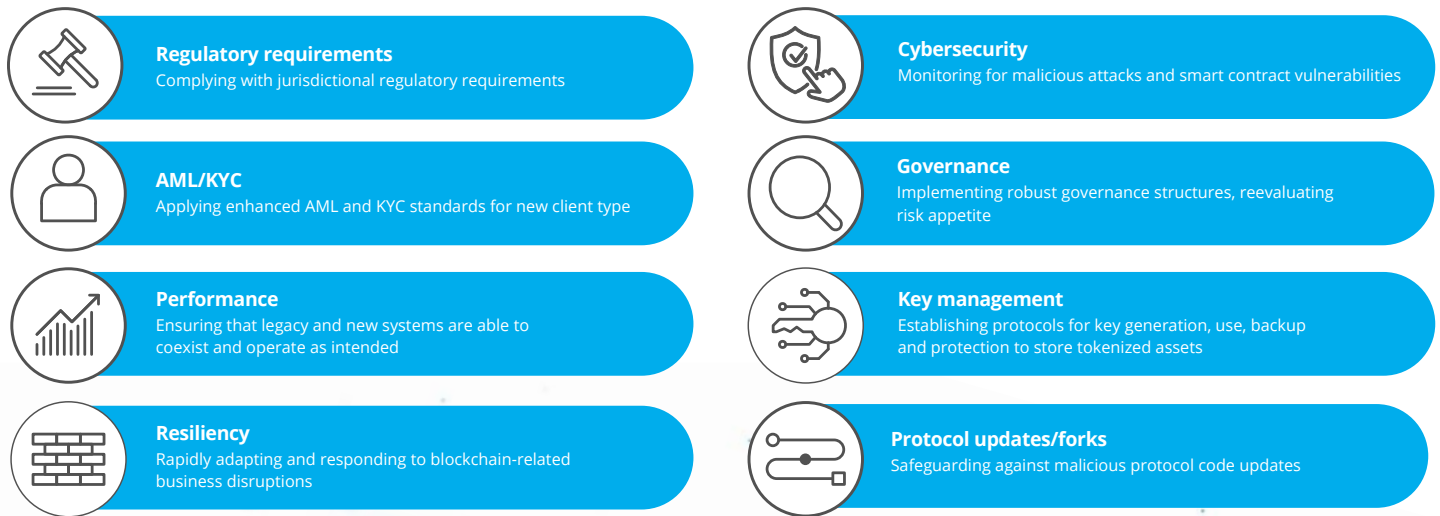 Regulatory requirements
Complying with jurisdictional regulatory requirements
AML/KYC
Applying enhanced AML and KYC standards for new client type
Performance
Ensuring that legacy and new systems are able to
coexist and operate as intended
Resiliency
Rapidly adapting and responding to blockchain-related
business disruptions
Cybersecurity
Monitoring for malicious attacks and smart contract vulnerabilities
Governance
Implementing robust governance structures, reevaluating
risk appetite
Key management
Establishing protocols for key generation, use, backup
and protection to store tokenized assets
Protocol updates/forks
Safeguarding against malicious protocol code updates